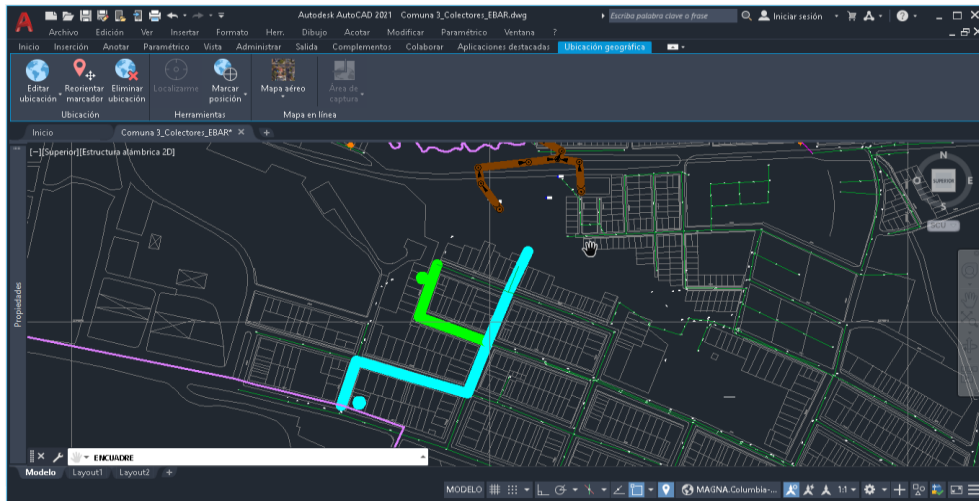 Autodesk AutoCAD 2021 Comuna 3_Colectores_EBAR.dwg
Escriba palabra clave o frase
Iniciar sesión
Archivo Edición Ver Insertar Formato Herr. Dibujo Acotar Modificar Paramétrico Ventana ?
Inicio Inserción Anotar Paramétrico Vista Administrar Salida Complementos Colaborar Aplicaciones destacadas Ubicación geográfica
Editar ubicación
Reorientar marcador
Eliminar ubicación
Localizarme
Marcar posición
Mapa aéreo
Área de captura
Ubicación Herramientas Mapa en línea
Inicio Comuna 3_Colectores_EBAR* × +
[−][Superior][Estructura alámbrica 2D]
N
O SUPERIOR E
S
SCU
Propiedades
ENCUADRE
Modelo Layout1 Layout2 +
MODELO MAGNA.Columbia-... 1:1